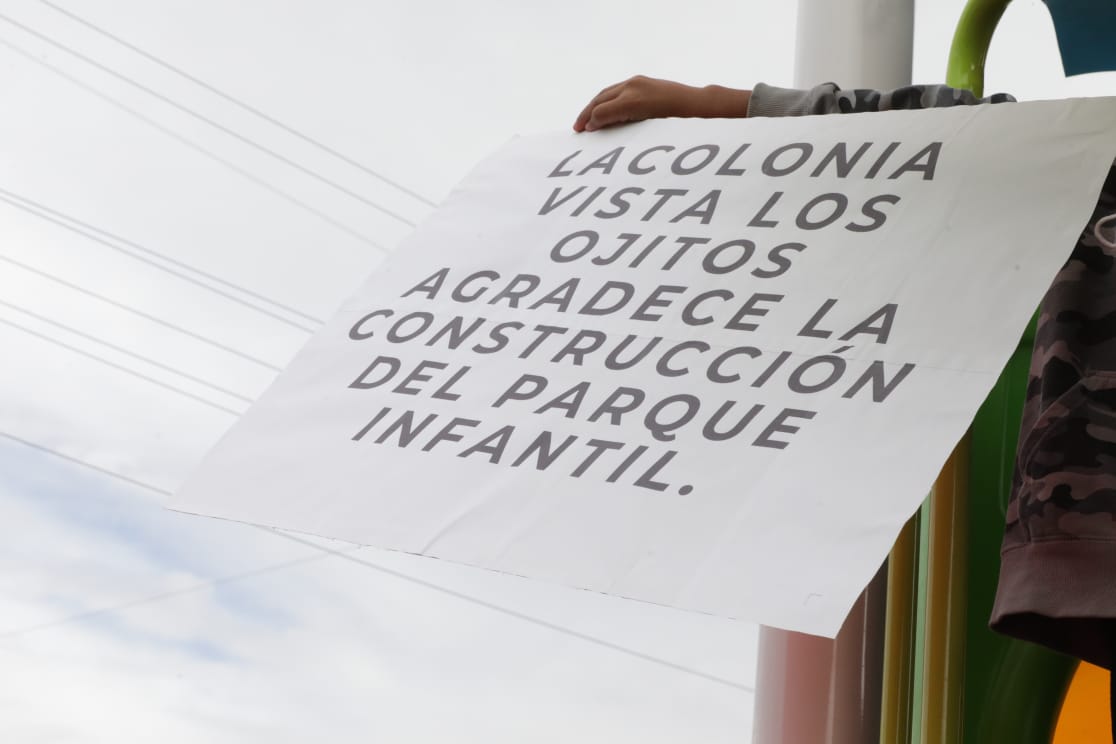 LACOLONIA
VISTA LOS
OJITOS
AGRADECE LA
CONSTRUCCIÓN
DEL PARQUE
INFANTIL.